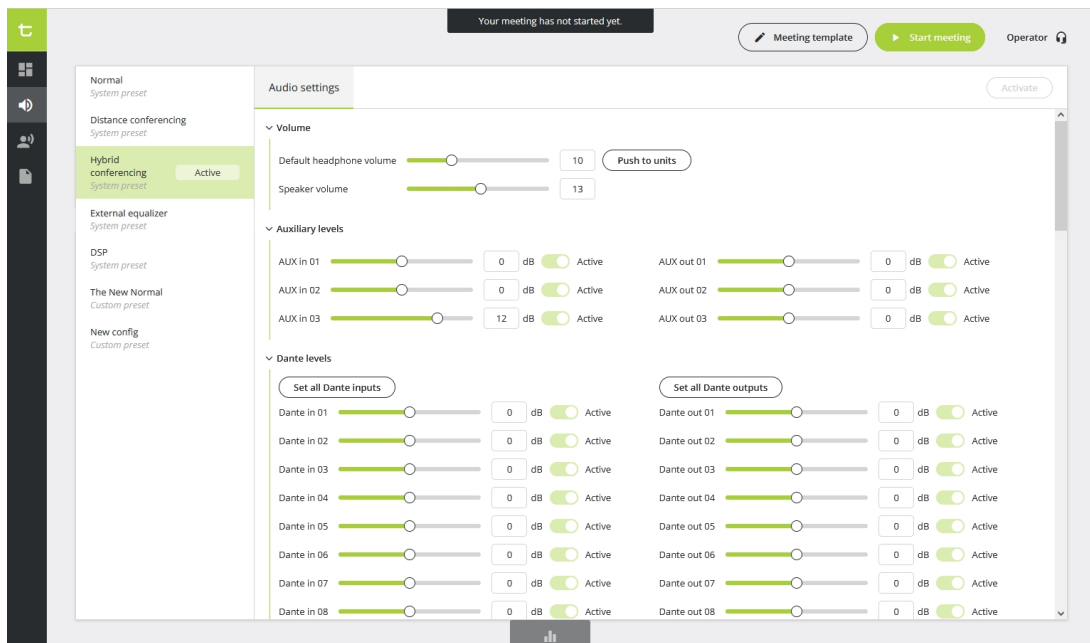 Your meeting has not started yet.
Meeting template
Start meeting
Operator
Normal
System preset
Distance conferencing
System preset
Hybrid
conferencing
Active
System preset
External equalizer
System preset
DSP
System preset
The New Normal
Custom preset
New config
Custom preset
Audio settings
Activate
Volume
Default headphone volume 10 Push to units
Speaker volume 13
Auxiliary levels
AUX in 01 0 dB Active AUX out 01 0 dB Active
AUX in 02 0 dB Active AUX out 02 0 dB Active
AUX in 03 12 dB Active AUX out 03 0 dB Active
Dante levels
Set all Dante inputs Set all Dante outputs
Dante in 01 0 dB Active Dante out 01 0 dB Active
Dante in 02 0 dB Active Dante out 02 0 dB Active
Dante in 03 0 dB Active Dante out 03 0 dB Active
Dante in 04 0 dB Active Dante out 04 0 dB Active
Dante in 05 0 dB Active Dante out 05 0 dB Active
Dante in 06 0 dB Active Dante out 06 0 dB Active
Dante in 07 0 dB Active Dante out 07 0 dB Active
Dante in 08 0 dB Active Dante out 08 0 dB Active